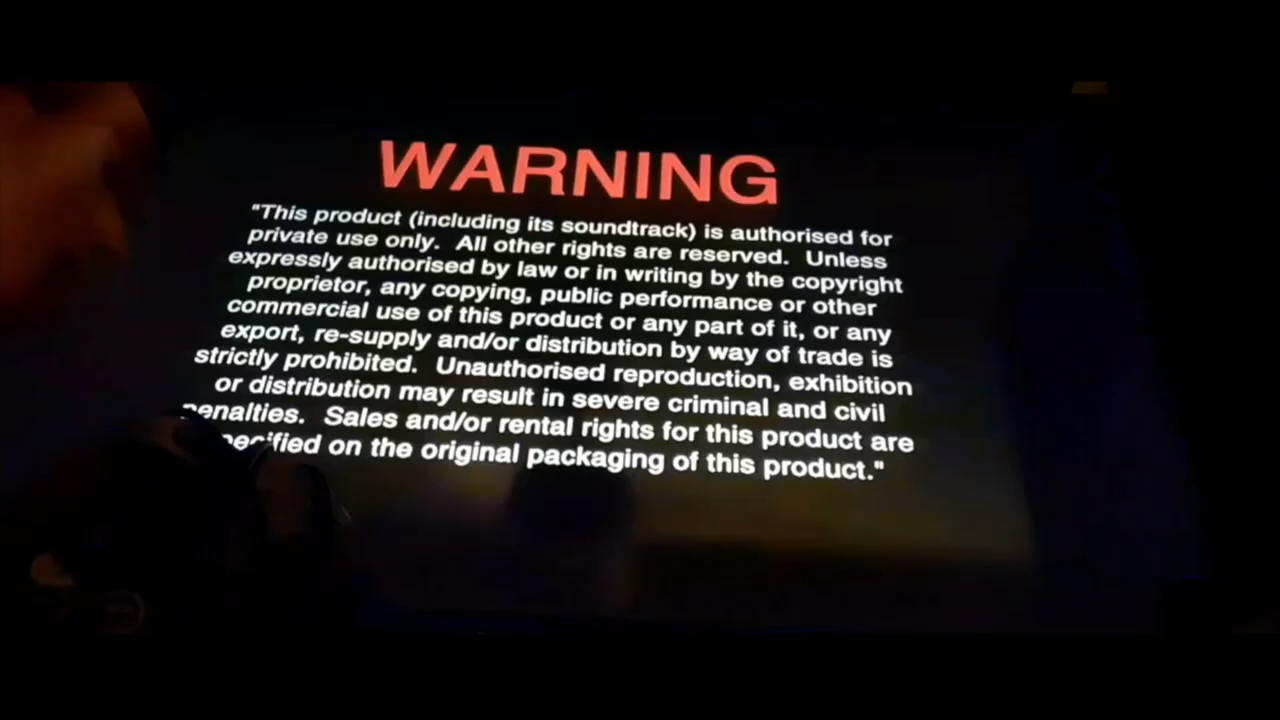 WARNING
"This product (including its soundtrack) is authorised for
private use only. All other rights are reserved. Unless
expressly authorised by law or in writing by the copyright
proprietor, any copying, public performance or other
commercial use of this product or any part of it, or any
export, re-supply and/or distribution by way of trade is
strictly prohibited. Unauthorised reproduction, exhibition
or distribution may result in severe criminal and civil
penalties. Sales and/or rental rights for this product are
specified on the original packaging of this product."